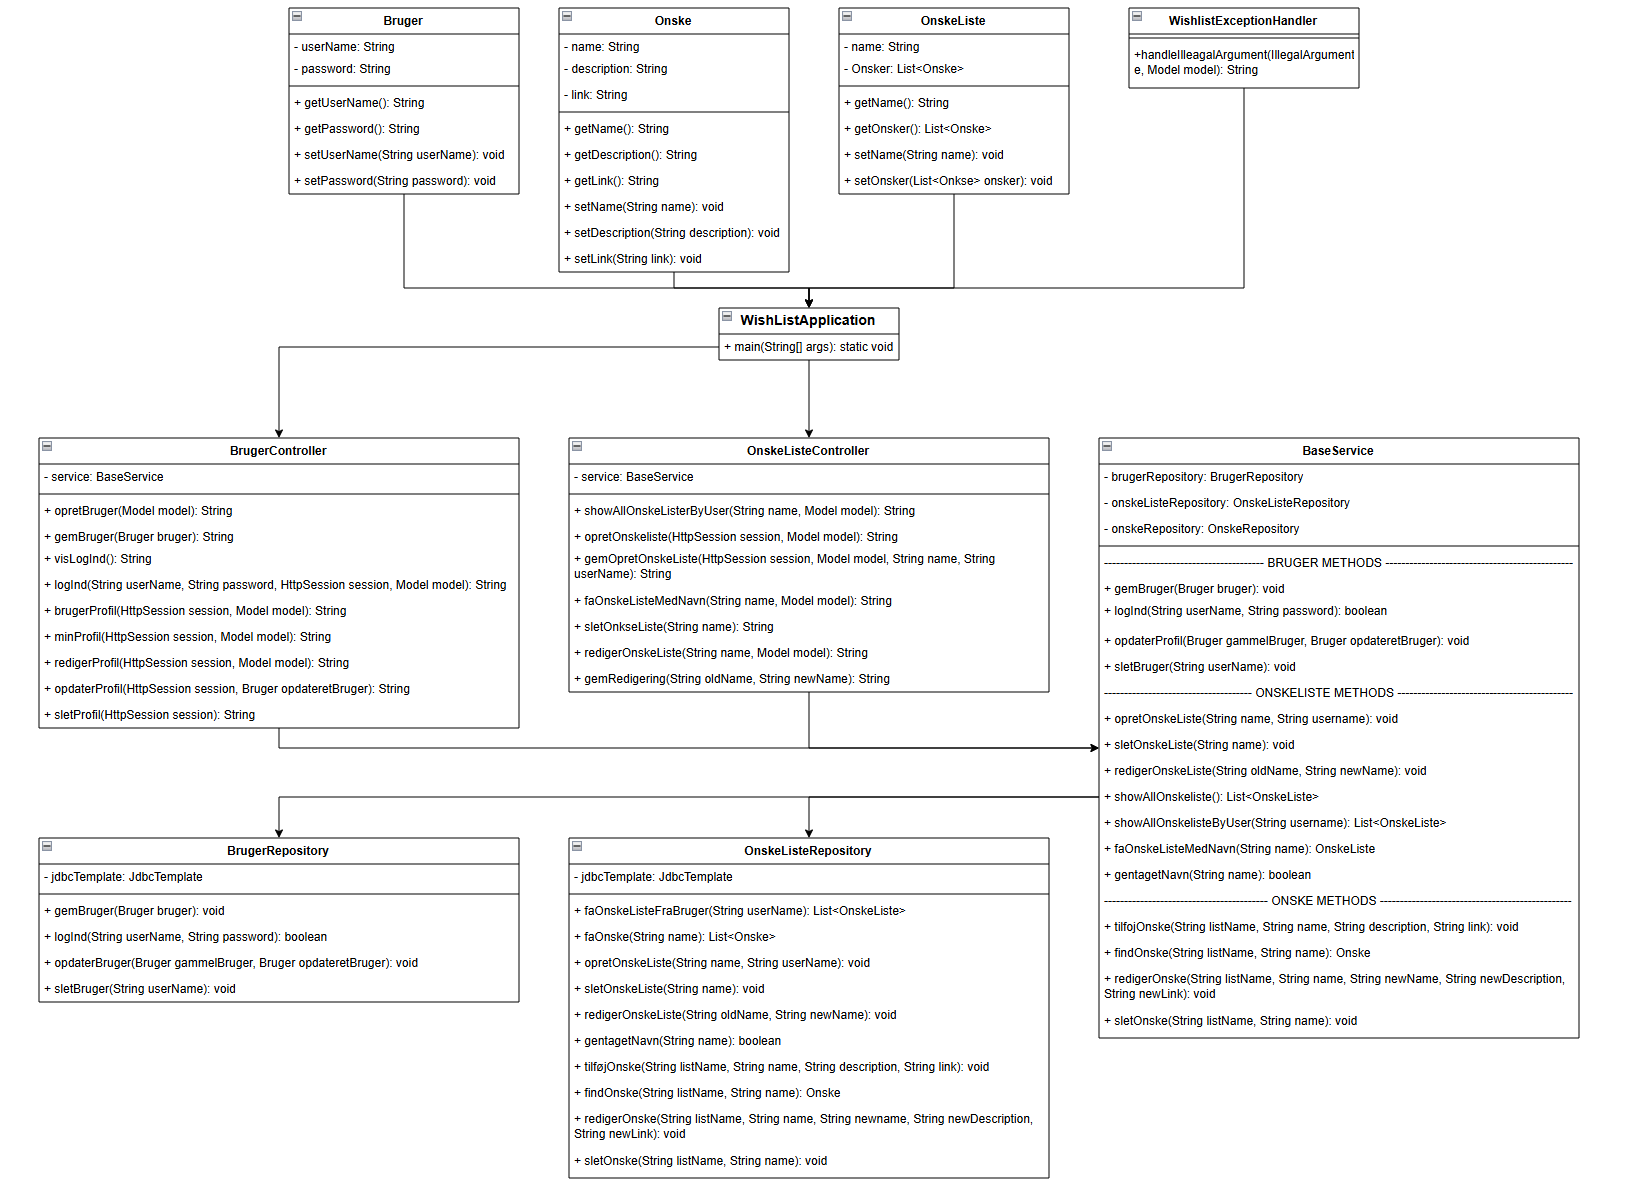 Bruger
- userName: String
- password: String
+ getUserName(): String
+ getPassword(): String
+ setUserName(String userName): void
+ setPassword(String password): void
Onske
- name: String
- description: String
- link: String
+ getName(): String
+ getDescription(): String
+ getLink(): String
+ setName(String name): void
+ setDescription(String description): void
+ setLink(String link): void
OnskeListe
- name: String
- Onsker: List<Onske>
+ getName(): String
+ getOnsker(): List<Onske>
+ setName(String name): void
+ setOnsker(List<Onkse> onsker): void
WishlistExceptionHandler
+handleIlleagalArgument(IllegalArgument
e, Model model): String
WishListApplication
+ main(String[] args): static void
BrugerController
- service: BaseService
+ opretBruger(Model model): String
+ gemBruger(Bruger bruger): String
+ visLogInd(): String
+ logInd(String userName, String password, HttpSession session, Model model): String
+ brugerProfil(HttpSession session, Model model): String
+ minProfil(HttpSession session, Model model): String
+ redigerProfil(HttpSession session, Model model): String
+ opdaterProfil(HttpSession session, Bruger opdateretBruger): String
+ sletProfil(HttpSession session): String
OnskeListeController
- service: BaseService
+ showAllOnskeListerByUser(String name, Model model): String
+ opretOnskeliste(HttpSession session, Model model): String
+ gemOpretOnskeListe(HttpSession session, Model model, String name, String
userName): String
+ faOnskeListeMedNavn(String name, Model model): String
+ sletOnkseListe(String name): String
+ redigerOnskeListe(String name, Model model): String
+ gemRedigering(String oldName, String newName): String
BaseService
- brugerRepository: BrugerRepository
- onskeListeRepository: OnskeListeRepository
- onskeRepository: OnskeRepository
---------------------------------------- BRUGER METHODS -----------------------------------------------
+ gemBruger(Bruger bruger): void
+ logInd(String userName, String password): boolean
+ opdaterProfil(Bruger gammelBruger, Bruger opdateretBruger): void
+ sletBruger(String userName): void
------------------------------------- ONSKELISTE METHODS --------------------------------------------
+ opretOnskeListe(String name, String username): void
+ sletOnskeListe(String name): void
+ redigerOnskeListe(String oldName, String newName): void
+ showAllOnskeliste(): List<OnskeListe>
+ showAllOnskelisteByUser(String username): List<OnskeListe>
+ faOnskeListeMedNavn(String name): OnskeListe
+ gentagetNavn(String name): boolean
----------------------------------------- ONSKE METHODS ------------------------------------------------
+ tilfojOnske(String listName, String name, String description, String link): void
+ findOnske(String listName, String name): Onske
+ redigerOnske(String listName, String name, String newName, String newDescription,
String newLink): void
+ sletOnske(String listName, String name): void
BrugerRepository
- jdbcTemplate: JdbcTemplate
+ gemBruger(Bruger bruger): void
+ logInd(String userName, String password): boolean
+ opdaterBruger(Bruger gammelBruger, Bruger opdateretBruger): void
+ sletBruger(String userName): void
OnskeListeRepository
- jdbcTemplate: JdbcTemplate
+ faOnskeListeFraBruger(String userName): List<OnskeListe>
+ faOnske(String name): List<Onske>
+ opretOnskeListe(String name, String userName): void
+ sletOnskeListe(String name): void
+ redigerOnskeListe(String oldName, String newName): void
+ gentagetNavn(String name): boolean
+ tilføjOnske(String listName, String name, String description, String link): void
+ findOnske(String listName, String name): Onske
+ redigerOnske(String listName, String name, String newname, String newDescription,
String newLink): void
+ sletOnske(String listName, String name): void